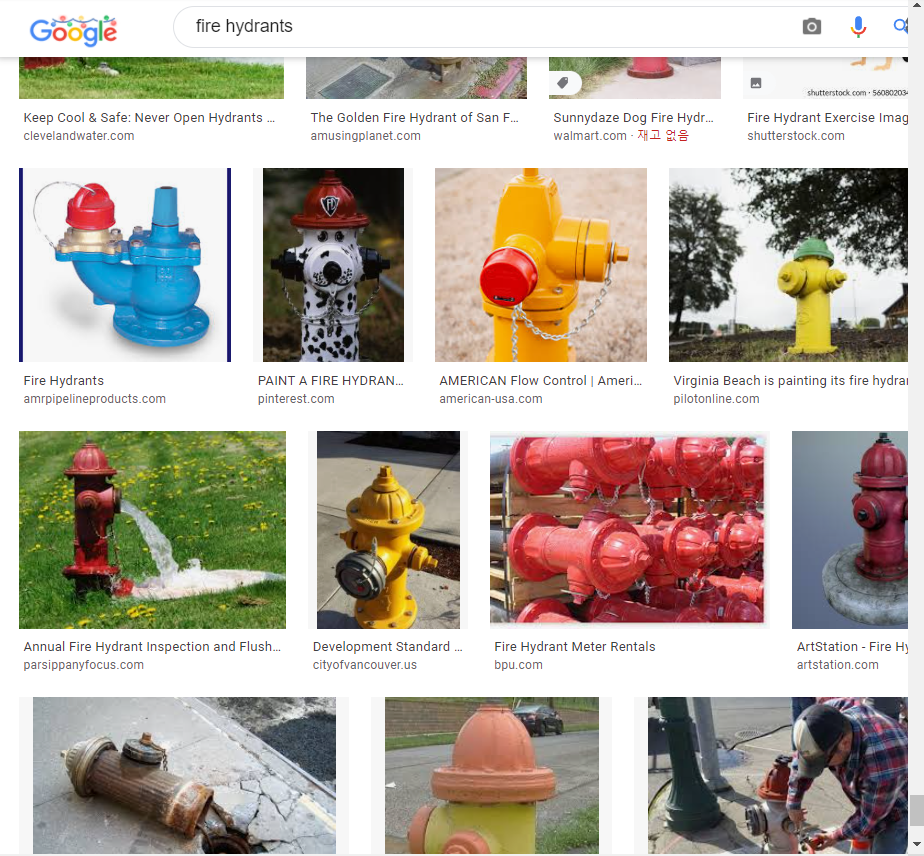 Google
fire hydrants
shutterstock.com · 560802034
Keep Cool & Safe: Never Open Hydrants ...
clevelandwater.com
The Golden Fire Hydrant of San F...
amusingplanet.com
Sunnydaze Dog Fire Hydr...
walmart.com · 재고 없음
Fire Hydrant Exercise Imag
shutterstock.com
Fire Hydrants
amrpipelineproducts.com
PAINT A FIRE HYDRAN...
pinterest.com
AMERICAN Flow Control | Ameri...
american-usa.com
Virginia Beach is painting its fire hydra
pilotonline.com
Annual Fire Hydrant Inspection and Flush...
parsippanyfocus.com
Development Standard ...
cityofvancouver.us
Fire Hydrant Meter Rentals
bpu.com
ArtStation - Fire Hy
artstation.com